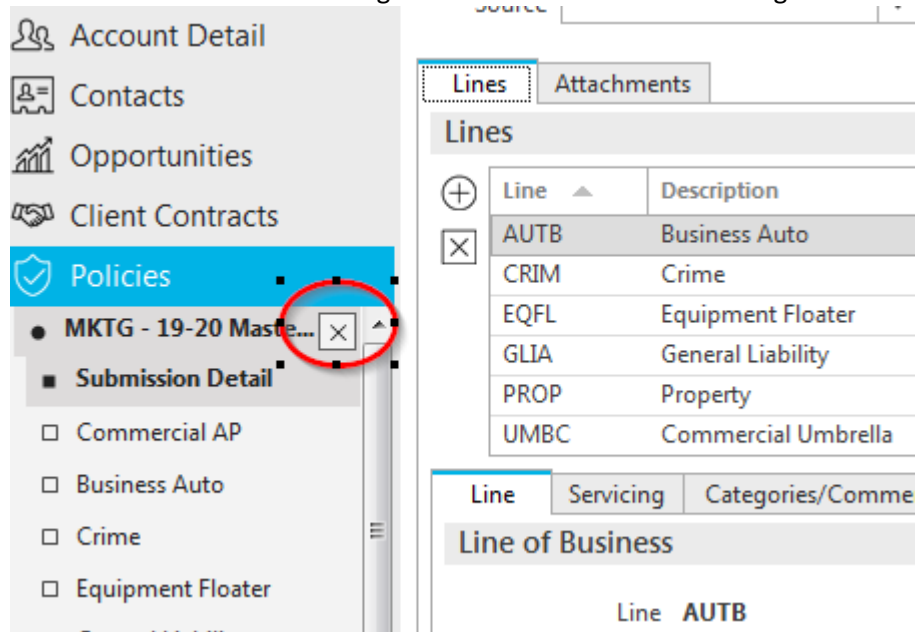 Account Detail
Contacts
Opportunities
Client Contracts
Policies
MKTG - 19-20 Maste...
Submission Detail
Commercial AP
Business Auto
Crime
Equipment Floater
Source
Lines Attachments
Lines
Line Description
AUTB Business Auto
CRIM Crime
EQFL Equipment Floater
GLIA General Liability
PROP Property
UMBC Commercial Umbrella
Line Servicing Categories/Comme
Line of Business
Line AUTB